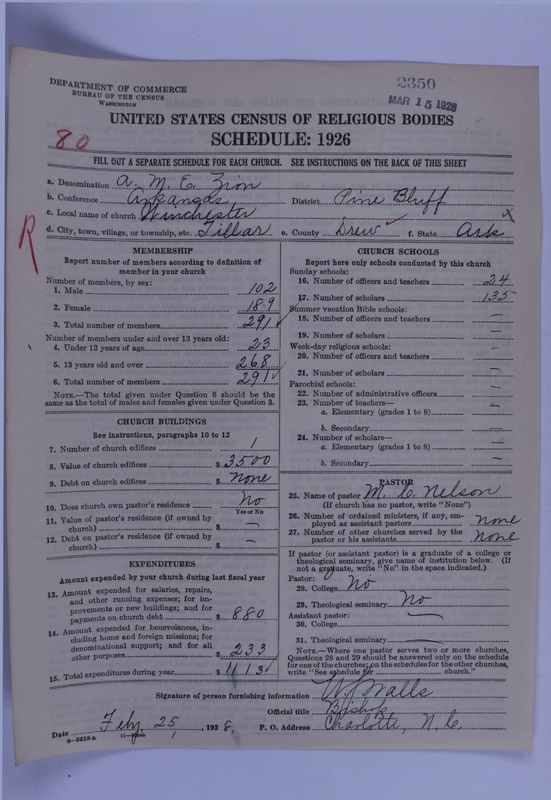 DEPARTMENT OF COMMERCE
BUREAU OF THE CENSUS
WASHINGTON
2350
MAR 15 1928
UNITED STATES CENSUS OF RELIGIOUS BODIES
SCHEDULE: 1926
80
FILL OUT A SEPARATE SCHEDULE FOR EACH CHURCH. SEE INSTRUCTIONS ON THE BACK OF THIS SHEET
a. Denomination A. M. E. Zion
b. Conference Arkansas District Pine Bluff
c. Local name of church Winchester
d. City, town, village, or township, etc. Tillar e. County Drew f. State Ark
R
MEMBERSHIP
Report number of members according to definition of
member in your church
Number of members, by sex:
1. Male 102
2. Female 189
3. Total number of members 291
Number of members under and over 13 years old:
4. Under 13 years of age 23
5. 13 years old and over 268
6. Total number of members 291
NOTE.—The total given under Question 6 should be the
same as the total of males and females given under Question 3.
CHURCH BUILDINGS
See instructions, paragraphs 10 to 12
7. Number of church edifices 1
8. Value of church edifices $ 3500
9. Debt on church edifices $ None
10. Does church own pastor's residence No
Yes or No
11. Value of pastor's residence (if owned by
church) $ —
12. Debt on pastor's residence (if owned by
church) $ —
EXPENDITURES
Amount expended by your church during last fiscal year
13. Amount expended for salaries, repairs,
and other running expenses; for im-
provements or new buildings; and for
payments on church debt $ 880
14. Amount expended for benevolences, in-
cluding home and foreign missions; for
denominational support; and for all
other purposes $ 233
15. Total expenditures during year $ 1113
CHURCH SCHOOLS
Report here only schools conducted by this church
Sunday schools:
16. Number of officers and teachers 24
17. Number of scholars 135
Summer vacation Bible schools:
18. Number of officers and teachers —
19. Number of scholars —
Week-day religious schools:
20. Number of officers and teachers —
21. Number of scholars —
Parochial schools:
22. Number of administrative officers —
23. Number of teachers—
a. Elementary (grades 1 to 8) —
b. Secondary —
24. Number of scholars—
a. Elementary (grades 1 to 8) —
b. Secondary —
PASTOR
25. Name of pastor M. C. Nelson
(If church has no pastor, write "None")
26. Number of ordained ministers, if any, em-
ployed as assistant pastors none
27. Number of other churches served by the
pastor or his assistants none
If pastor (or assistant pastor) is a graduate of a college or
theological seminary, give name of institution below. (If
not a graduate, write "No" in the space indicated.)
Pastor:
28. College No
29. Theological seminary No
Assistant pastor:
30. College —
31. Theological seminary —
NOTE.—Where one pastor serves two or more churches,
Questions 28 and 29 should be answered only on the schedule
for one of the churches; on the schedules for the other churches,
write "See schedule for church."
Signature of person furnishing information W J Walls
Official title Bishop
Date Feby. 25, 1928. P. O. Address Charlotte, N. C.